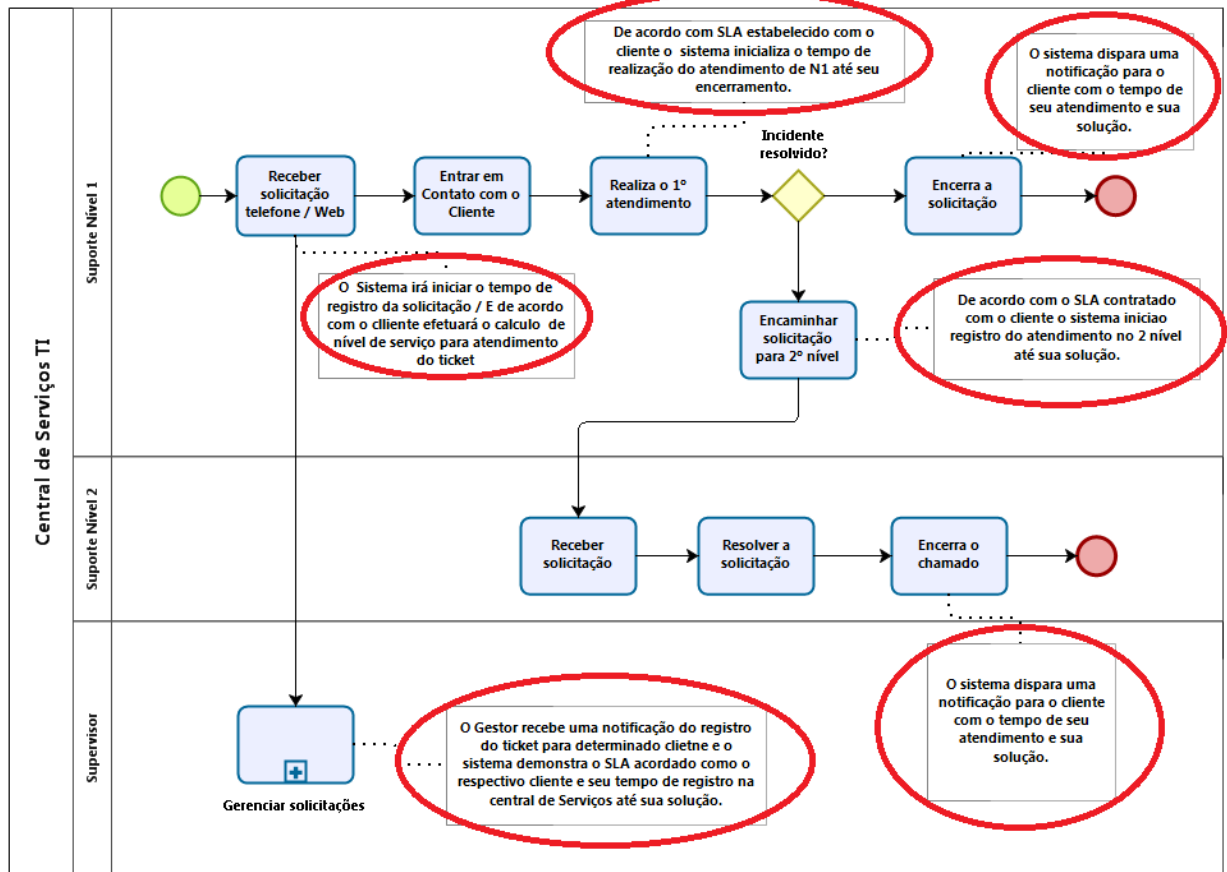 Central de Serviços TI
Suporte Nivel 1
De acordo com SLA estabelecido com o
cliente o sistema inicializa o tempo de
realização do atendimento de N1 até seu
encerramento.
O sistema dispara uma
notificação para o
cliente com o tempo de
seu atendimento e sua
solução.
Receber
solicitação
telefone / Web
Entrar em
Contato com o
Cliente
Realiza o 1º
atendimento
Incidente
resolvido?
Encerra a
solicitação
O Sistema irá iniciar o tempo de
registro da solicitação / E de acordo
com o clliente efetuará o calculo de
nível de serviço para atendimento
do ticket
Encaminhar
solicitação
para 2º nível
De acordo com o SLA contratado
com o cliente o sistema iniciao
registro do atendimento no 2 nível
até sua solução.
Suporte Nivel 2
Receber
solicitação
Resolver a
solicitação
Encerra o
chamado
Supervisor
Gerenciar solicitações
O Gestor recebe uma notificação do registro
do ticket para determinado clietne e o
sistema demonstra o SLA acordado como o
respectivo cliente e seu tempo de registro na
central de Serviços até sua solução.
O sistema dispara uma
notificação para o cliente
com o tempo de seu
atendimento e sua
solução.